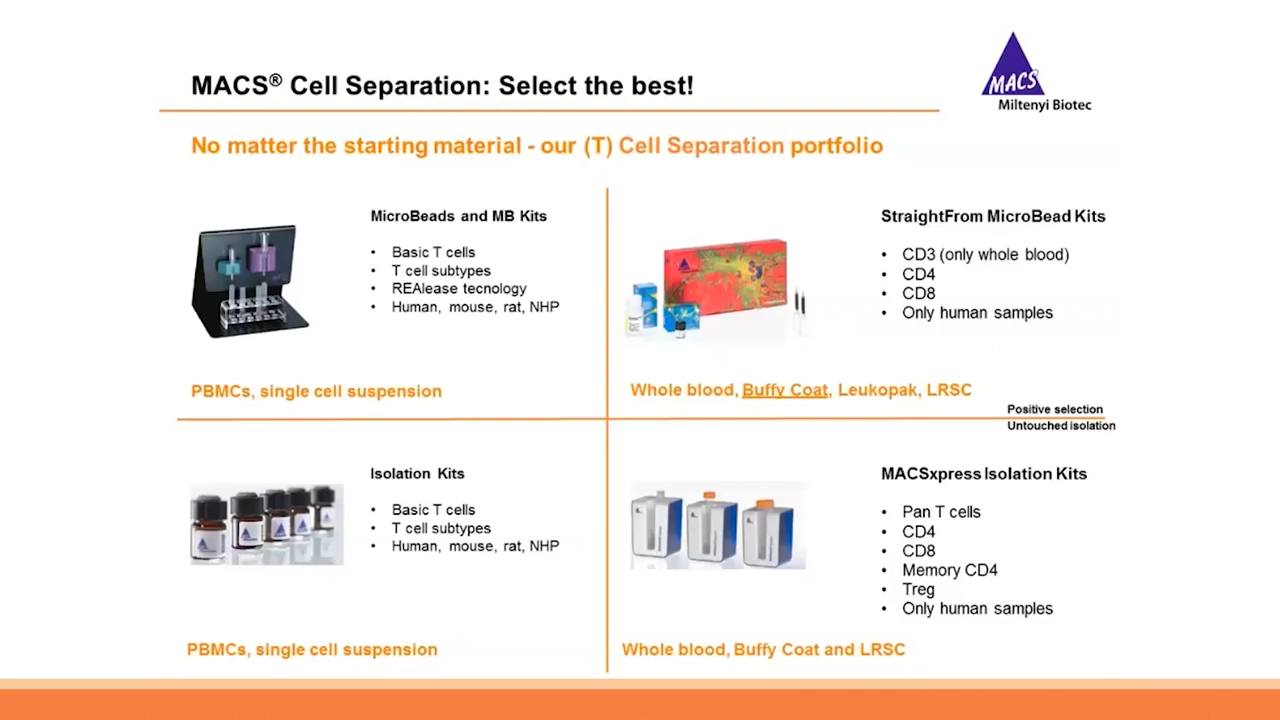 MACS® Cell Separation: Select the best!
MACS
Miltenyi Biotec
No matter the starting material - our (T) Cell Separation portfolio
MicroBeads and MB Kits
• Basic T cells
• T cell subtypes
• REAlease tecnology
• Human, mouse, rat, NHP
PBMCs, single cell suspension
StraightFrom MicroBead Kits
• CD3 (only whole blood)
• CD4
• CD8
• Only human samples
Whole blood, Buffy Coat, Leukopak, LRSC
Positive selection
Untouched isolation
Isolation Kits
• Basic T cells
• T cell subtypes
• Human, mouse, rat, NHP
PBMCs, single cell suspension
MACSxpress Isolation Kits
• Pan T cells
• CD4
• CD8
• Memory CD4
• Treg
• Only human samples
Whole blood, Buffy Coat and LRSC